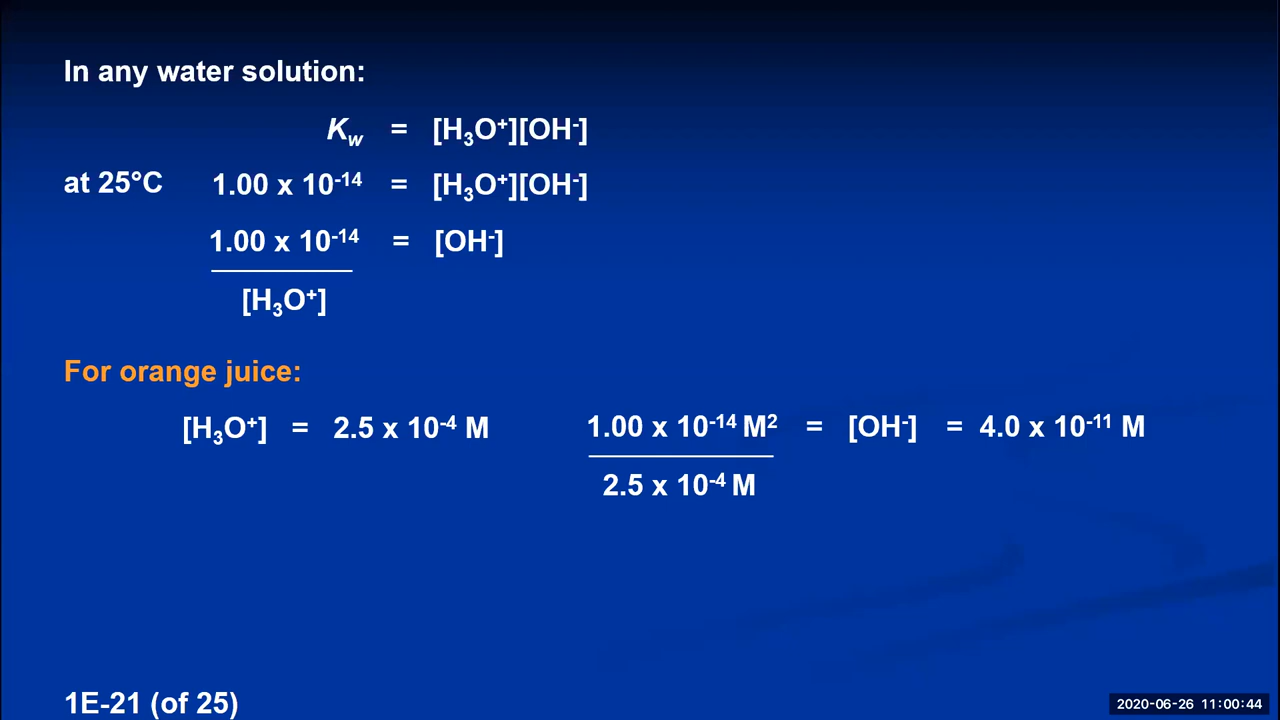 In any water solution:
Kw = [H3O+][OH-]
at 25°C 1.00 x 10-14 = [H3O+][OH-]
1.00 x 10-14 = [OH-]
[H3O+]
For orange juice:
[H3O+] = 2.5 x 10-4 M 1.00 x 10-14 M2 = [OH-] = 4.0 x 10-11 M
2.5 x 10-4 M
1E-21 (of 25)
2020-06-26 11:00:44